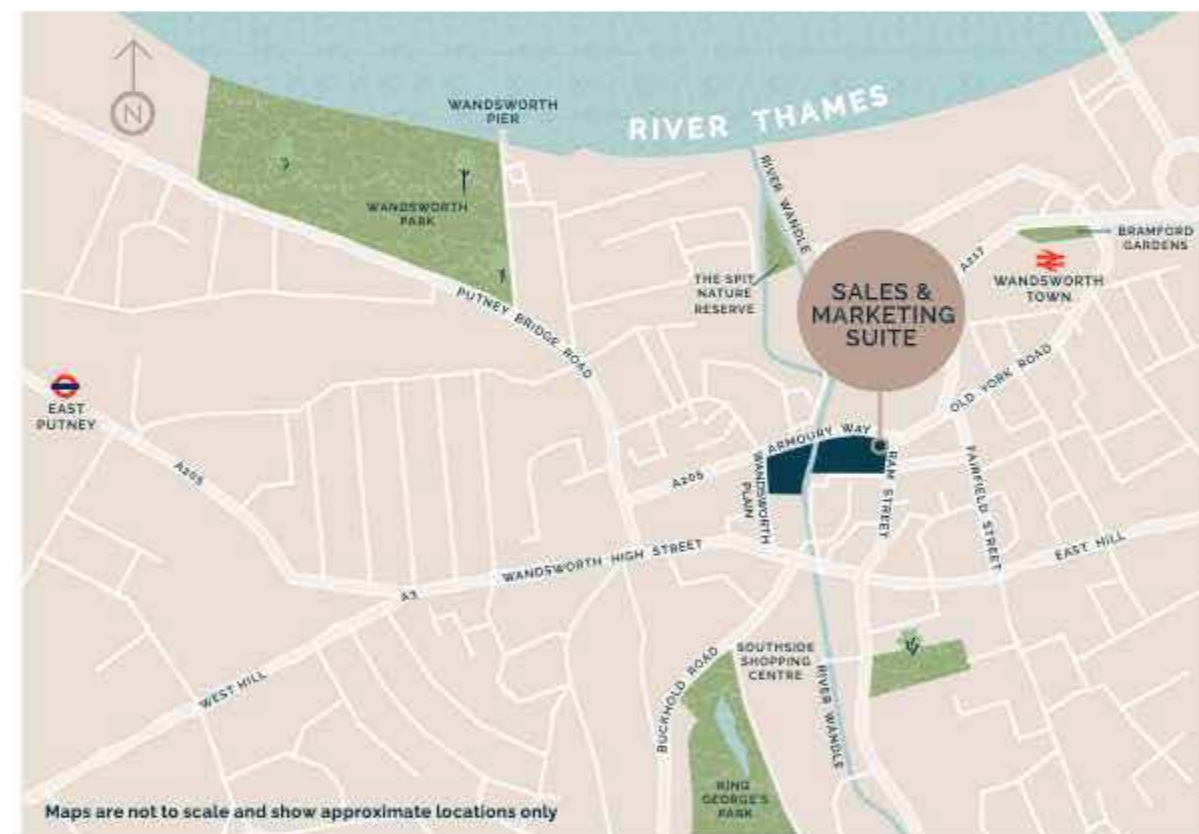 N
WANDSWORTH
PIER
RIVER THAMES
WANDSWORTH
PARK
RIVER WANDLE
THE SPIT
NATURE
RESERVE
BRAMFORD
GARDENS
A217
WANDSWORTH
TOWN
SALES &
MARKETING
SUITE
PUTNEY BRIDGE ROAD
OLD YORK ROAD
EAST
PUTNEY
A205
ARMOURY WAY
A205
WANDSWORTH
PLAIN
RAM STREET
FAIRFIELD STREET
WANDSWORTH HIGH STREET
EAST HILL
A3
WEST HILL
BUCKHOLD ROAD
SOUTHSIDE
SHOPPING
CENTRE
RIVER WANDLE
KING
GEORGE'S
PARK
Maps are not to scale and show approximate locations only